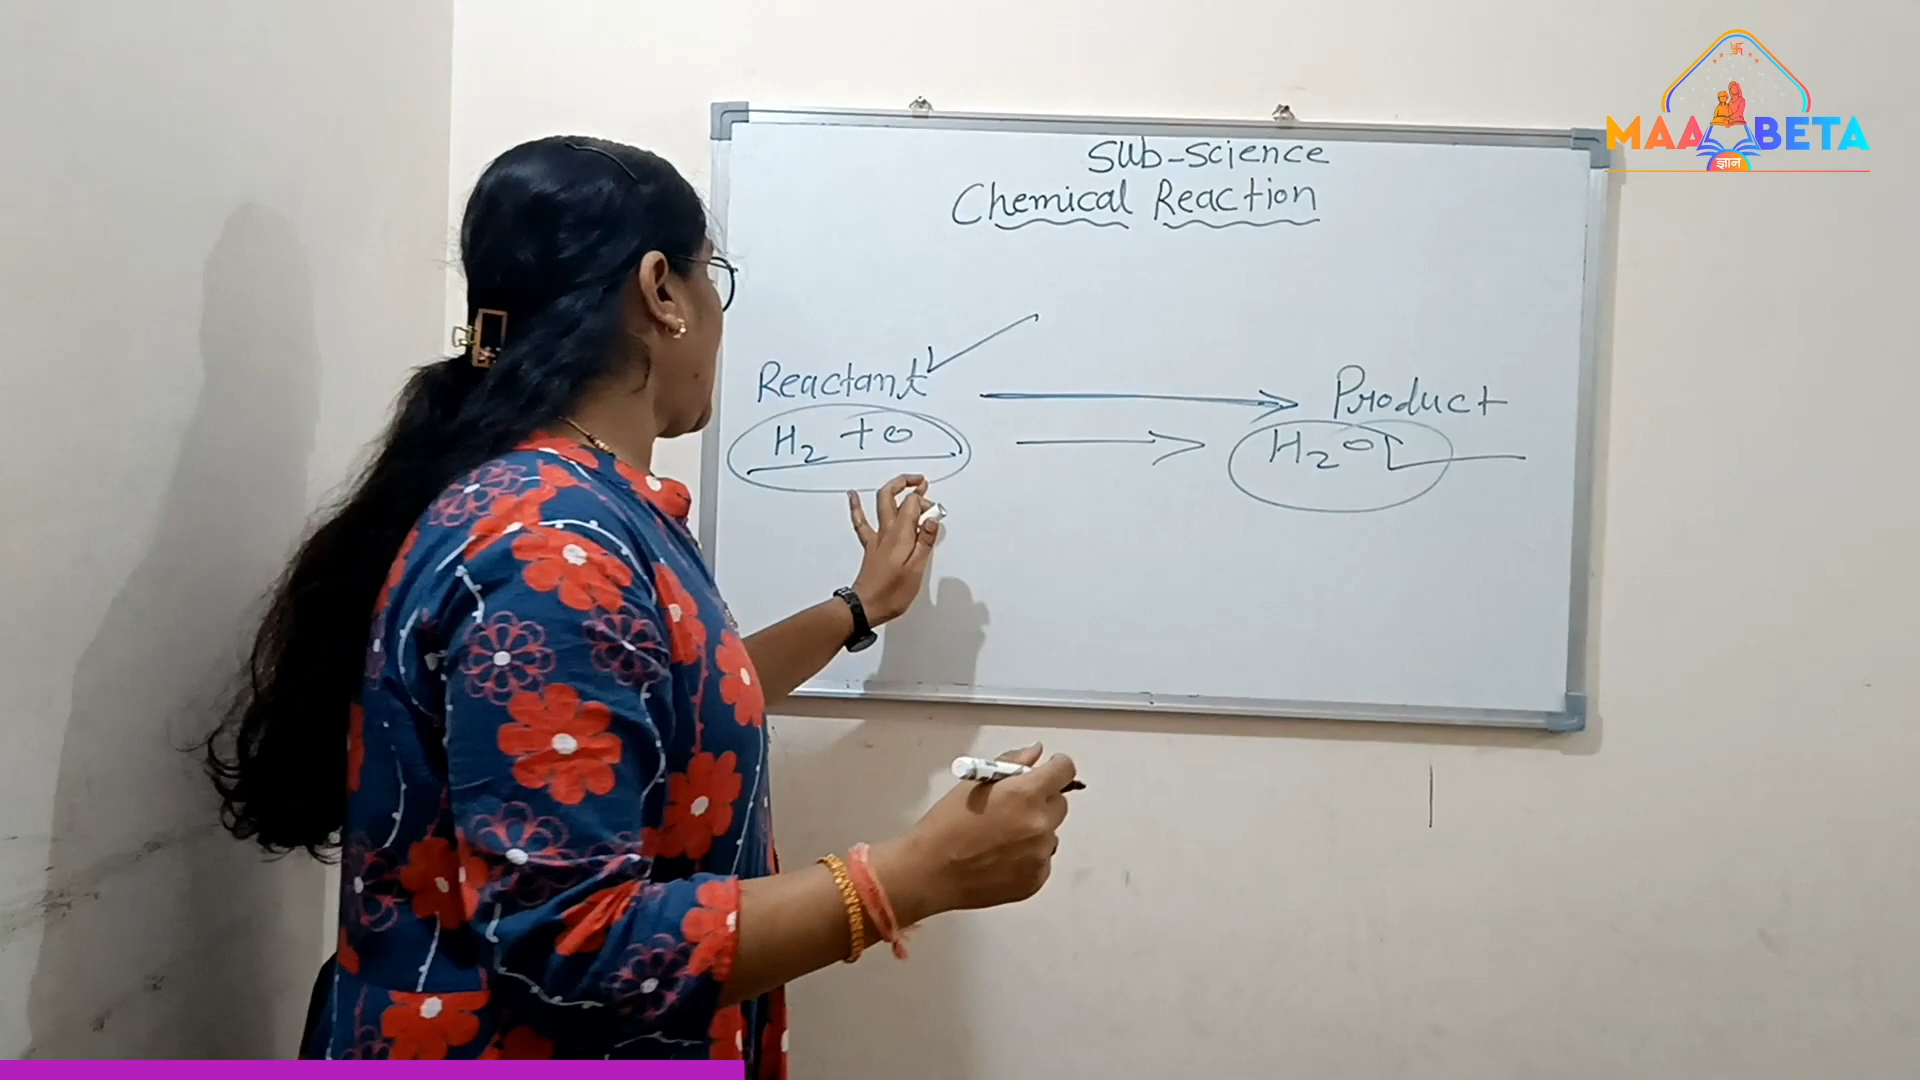 MAA BETA
ज्ञान
Sub-Science
Chemical Reaction
Reactant → Product
H₂ + O → H₂O